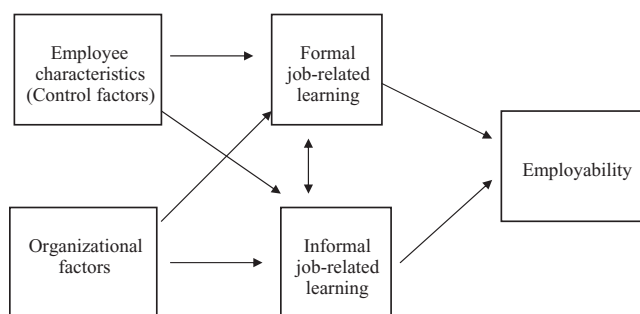 Employee
characteristics
(Control factors)
Formal
job-related
learning
Employability
Organizational
factors
Informal
job-related
learning